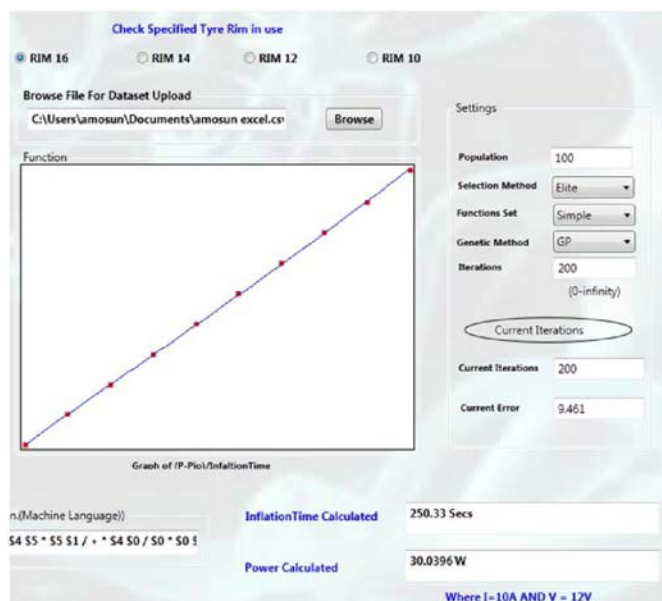 Check Specified Tyre Rim in use
RIM 16 RIM 14 RIM 12 RIM 10
Browse File For Dataset Upload
C:\Users\amosun\Documents\amosun excel.csv Browse
Function
Graph of (P-Pio)/InfaltionTime
Settings
Population 100
Selection Method Elite
Functions Set Simple
Genetic Method GP
Iterations 200
(0-infinity)
Current Iterations
Current Iterations 200
Current Error 9.461
n.(Machine Language))
$4 $5 * $5 $1 / + * $4 $0 / $0 * $0 $
InflationTime Calculated 250.33 Secs
Power Calculated 30.0396 W
Where I=10A AND V = 12V